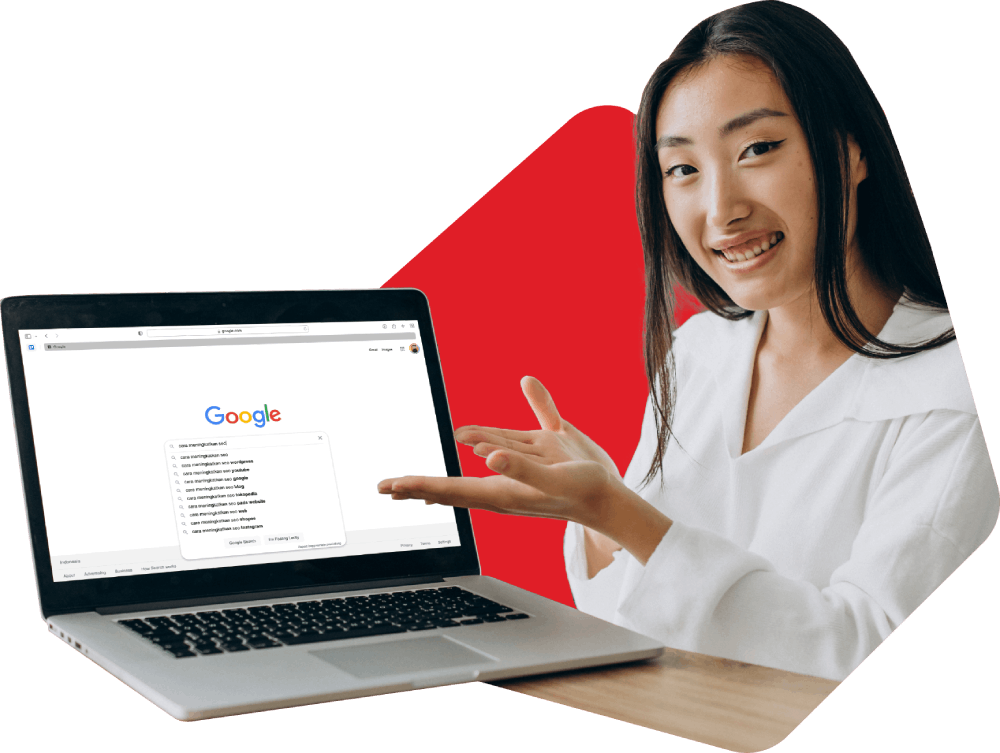 google.com
Google
Gmail Images
Google
cara meningkatkan seo
cara meningkatkan seo
cara meningkatkan seo wordpress
cara meningkatkan seo youtube
cara meningkatkan seo google
cara meningkatkan seo blog
cara meningkatkan seo tokopedia
cara meningkatkan seo pada website
cara meningkatkan seo web
cara meningkatkan seo shopee
cara meningkatkan seo instagram
Google Search I'm Feeling Lucky
Indonesia
About Advertising Business How Search works
Privacy Terms Settings